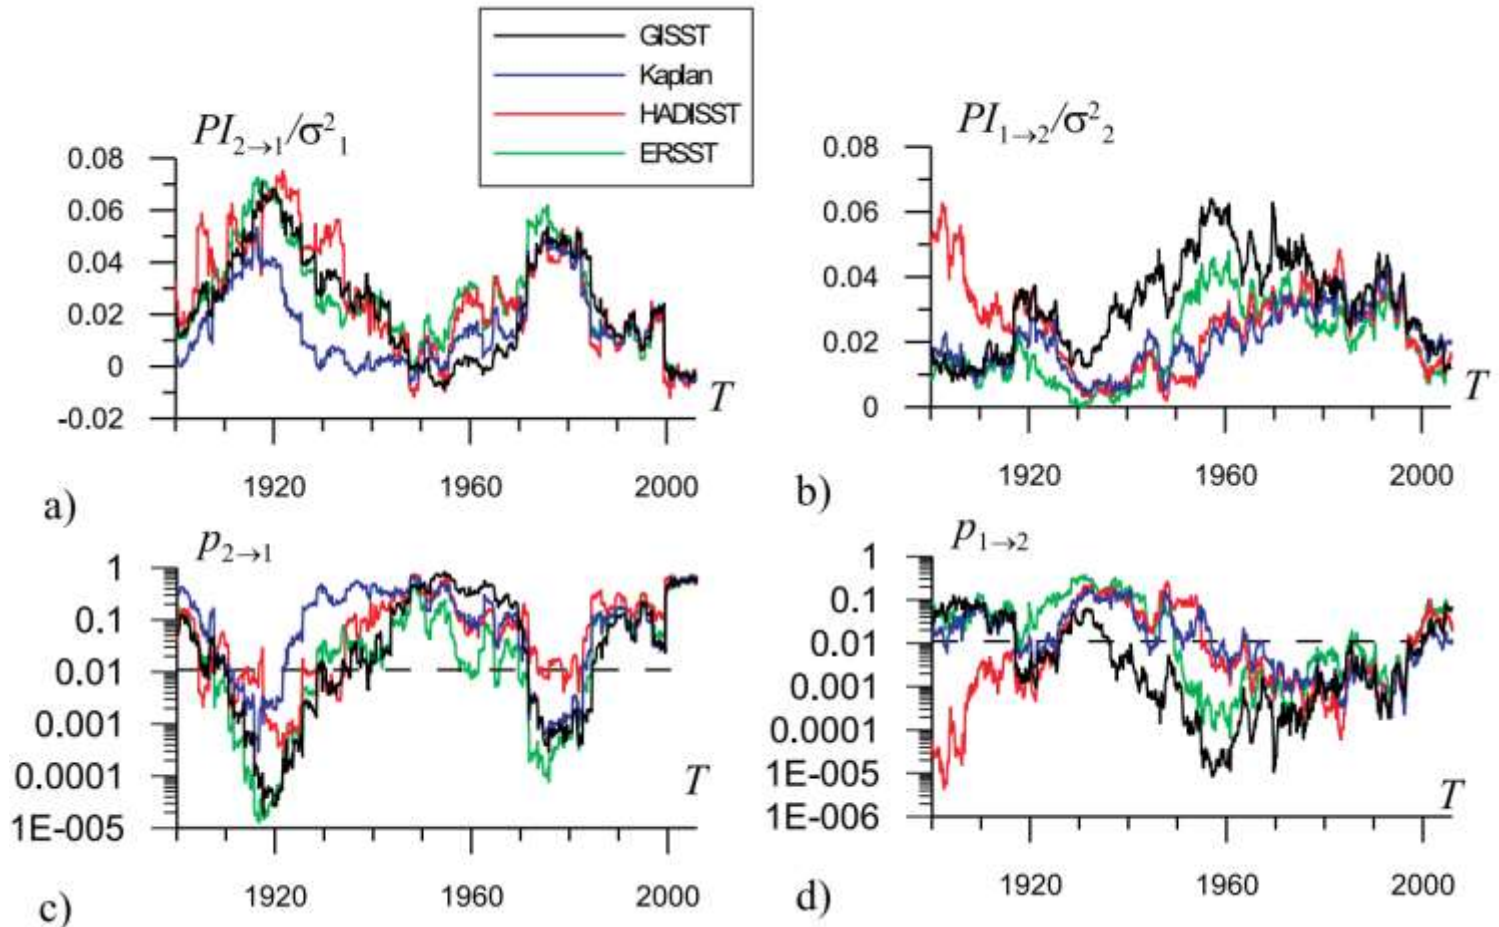 GISST
Kaplan
HADISST
ERSST
PI2→1/σ²1
0.08
0.06
0.04
0.02
0
-0.02
T
1920 1960 2000
a)
PI1→2/σ²2
0.08
0.06
0.04
0.02
0
T
1920 1960 2000
b)
p2→1
1
0.1
0.01
0.001
0.0001
1E-005
T
1920 1960 2000
c)
p1→2
1
0.1
0.01
0.001
0.0001
1E-005
1E-006
T
1920 1960 2000
d)